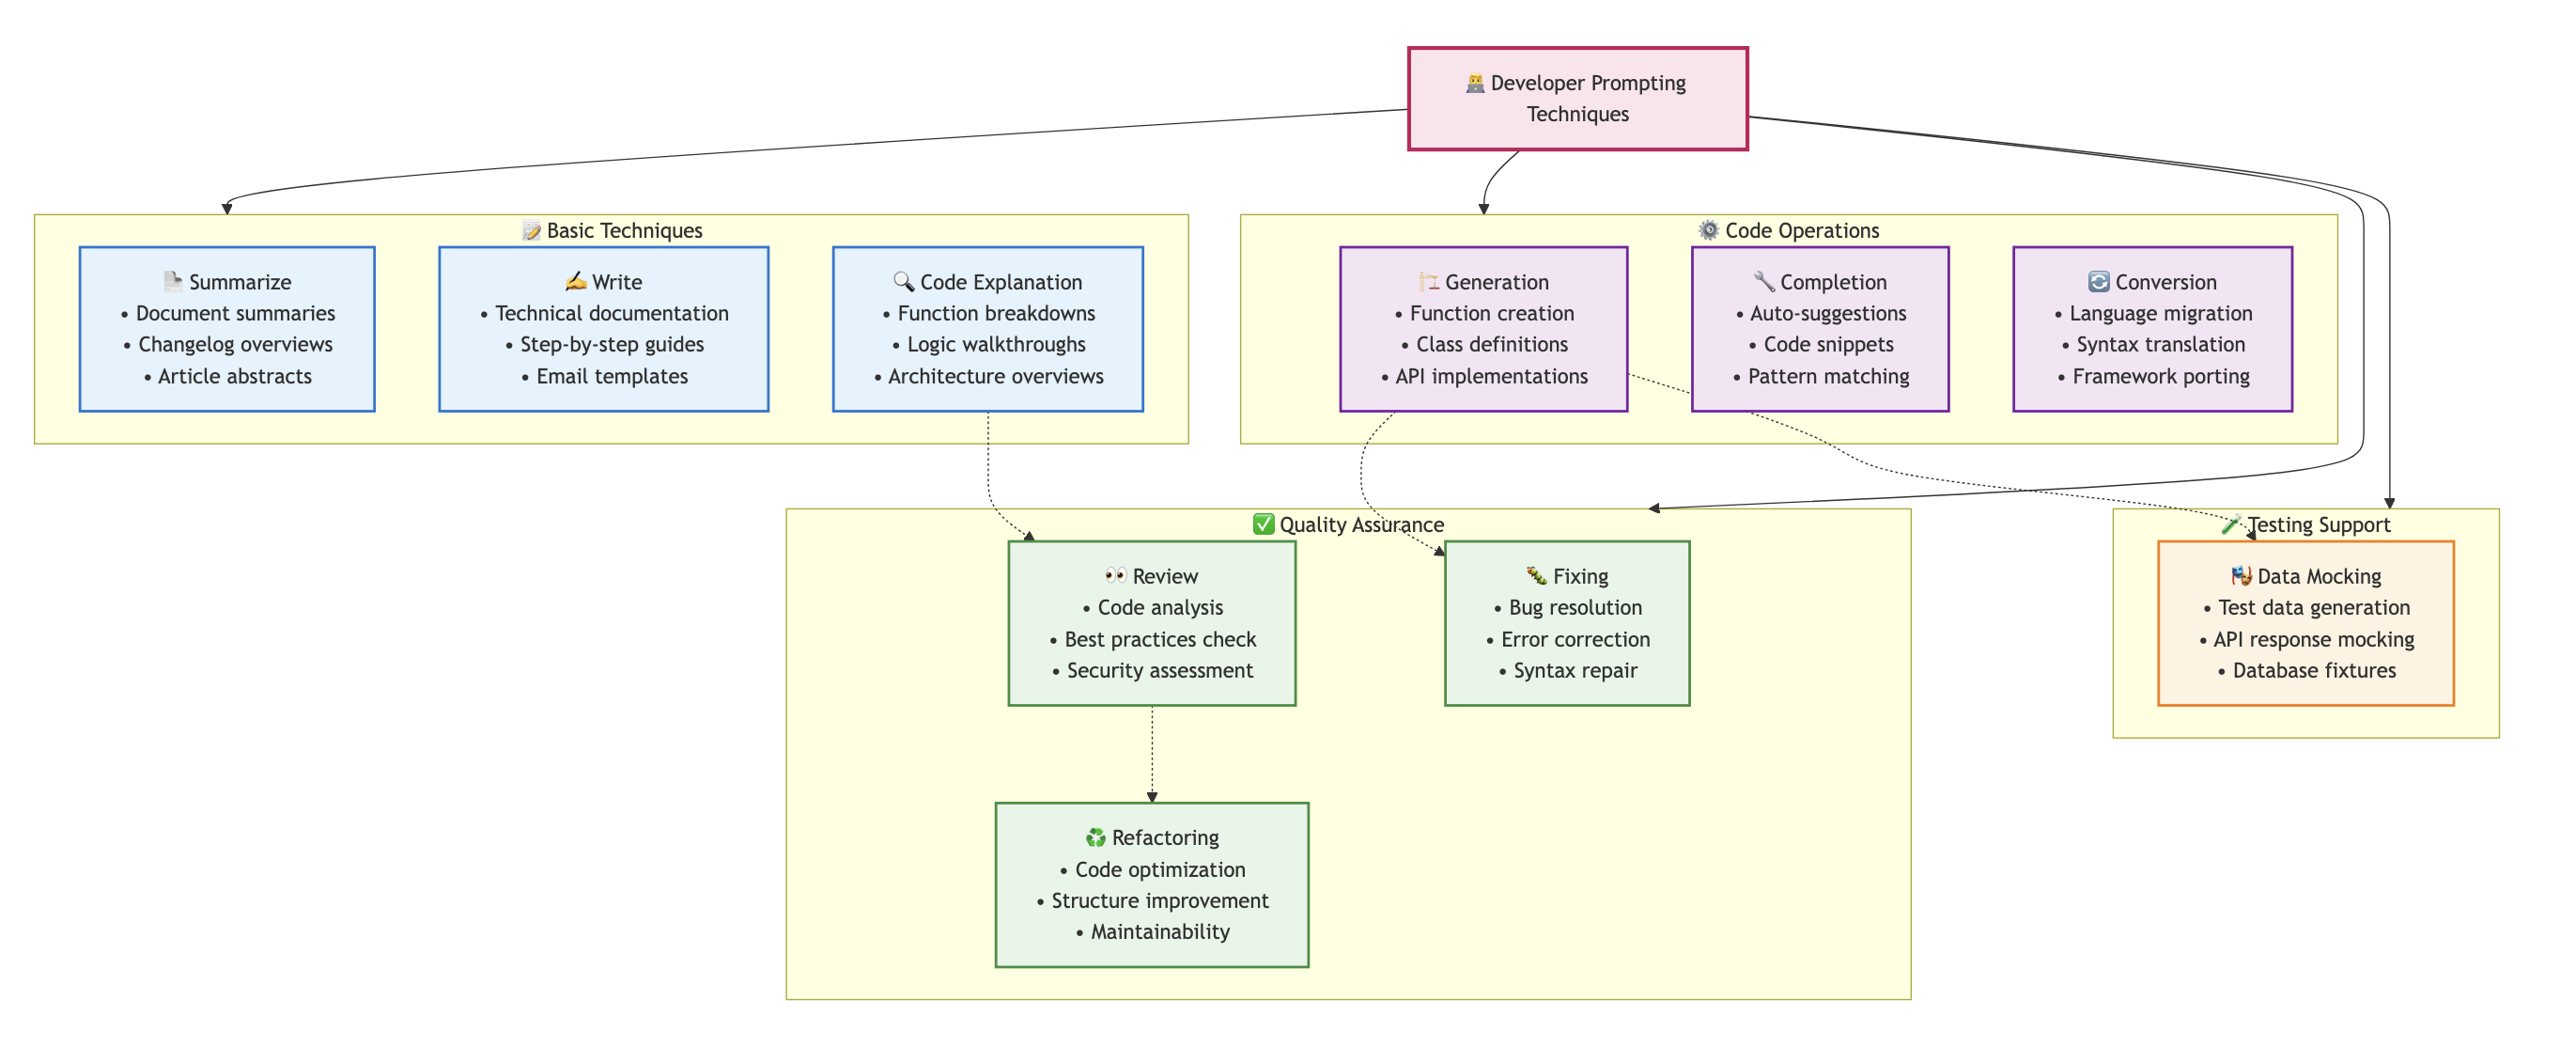 👨‍💻 Developer Prompting
Techniques
📝 Basic Techniques
📄 Summarize
• Document summaries
• Changelog overviews
• Article abstracts
✍️ Write
• Technical documentation
• Step-by-step guides
• Email templates
🔍 Code Explanation
• Function breakdowns
• Logic walkthroughs
• Architecture overviews
⚙️ Code Operations
🏗️ Generation
• Function creation
• Class definitions
• API implementations
🔧 Completion
• Auto-suggestions
• Code snippets
• Pattern matching
🔄 Conversion
• Language migration
• Syntax translation
• Framework porting
✅ Quality Assurance
👀 Review
• Code analysis
• Best practices check
• Security assessment
🐛 Fixing
• Bug resolution
• Error correction
• Syntax repair
♻️ Refactoring
• Code optimization
• Structure improvement
• Maintainability
🧪 Testing Support
🎭 Data Mocking
• Test data generation
• API response mocking
• Database fixtures